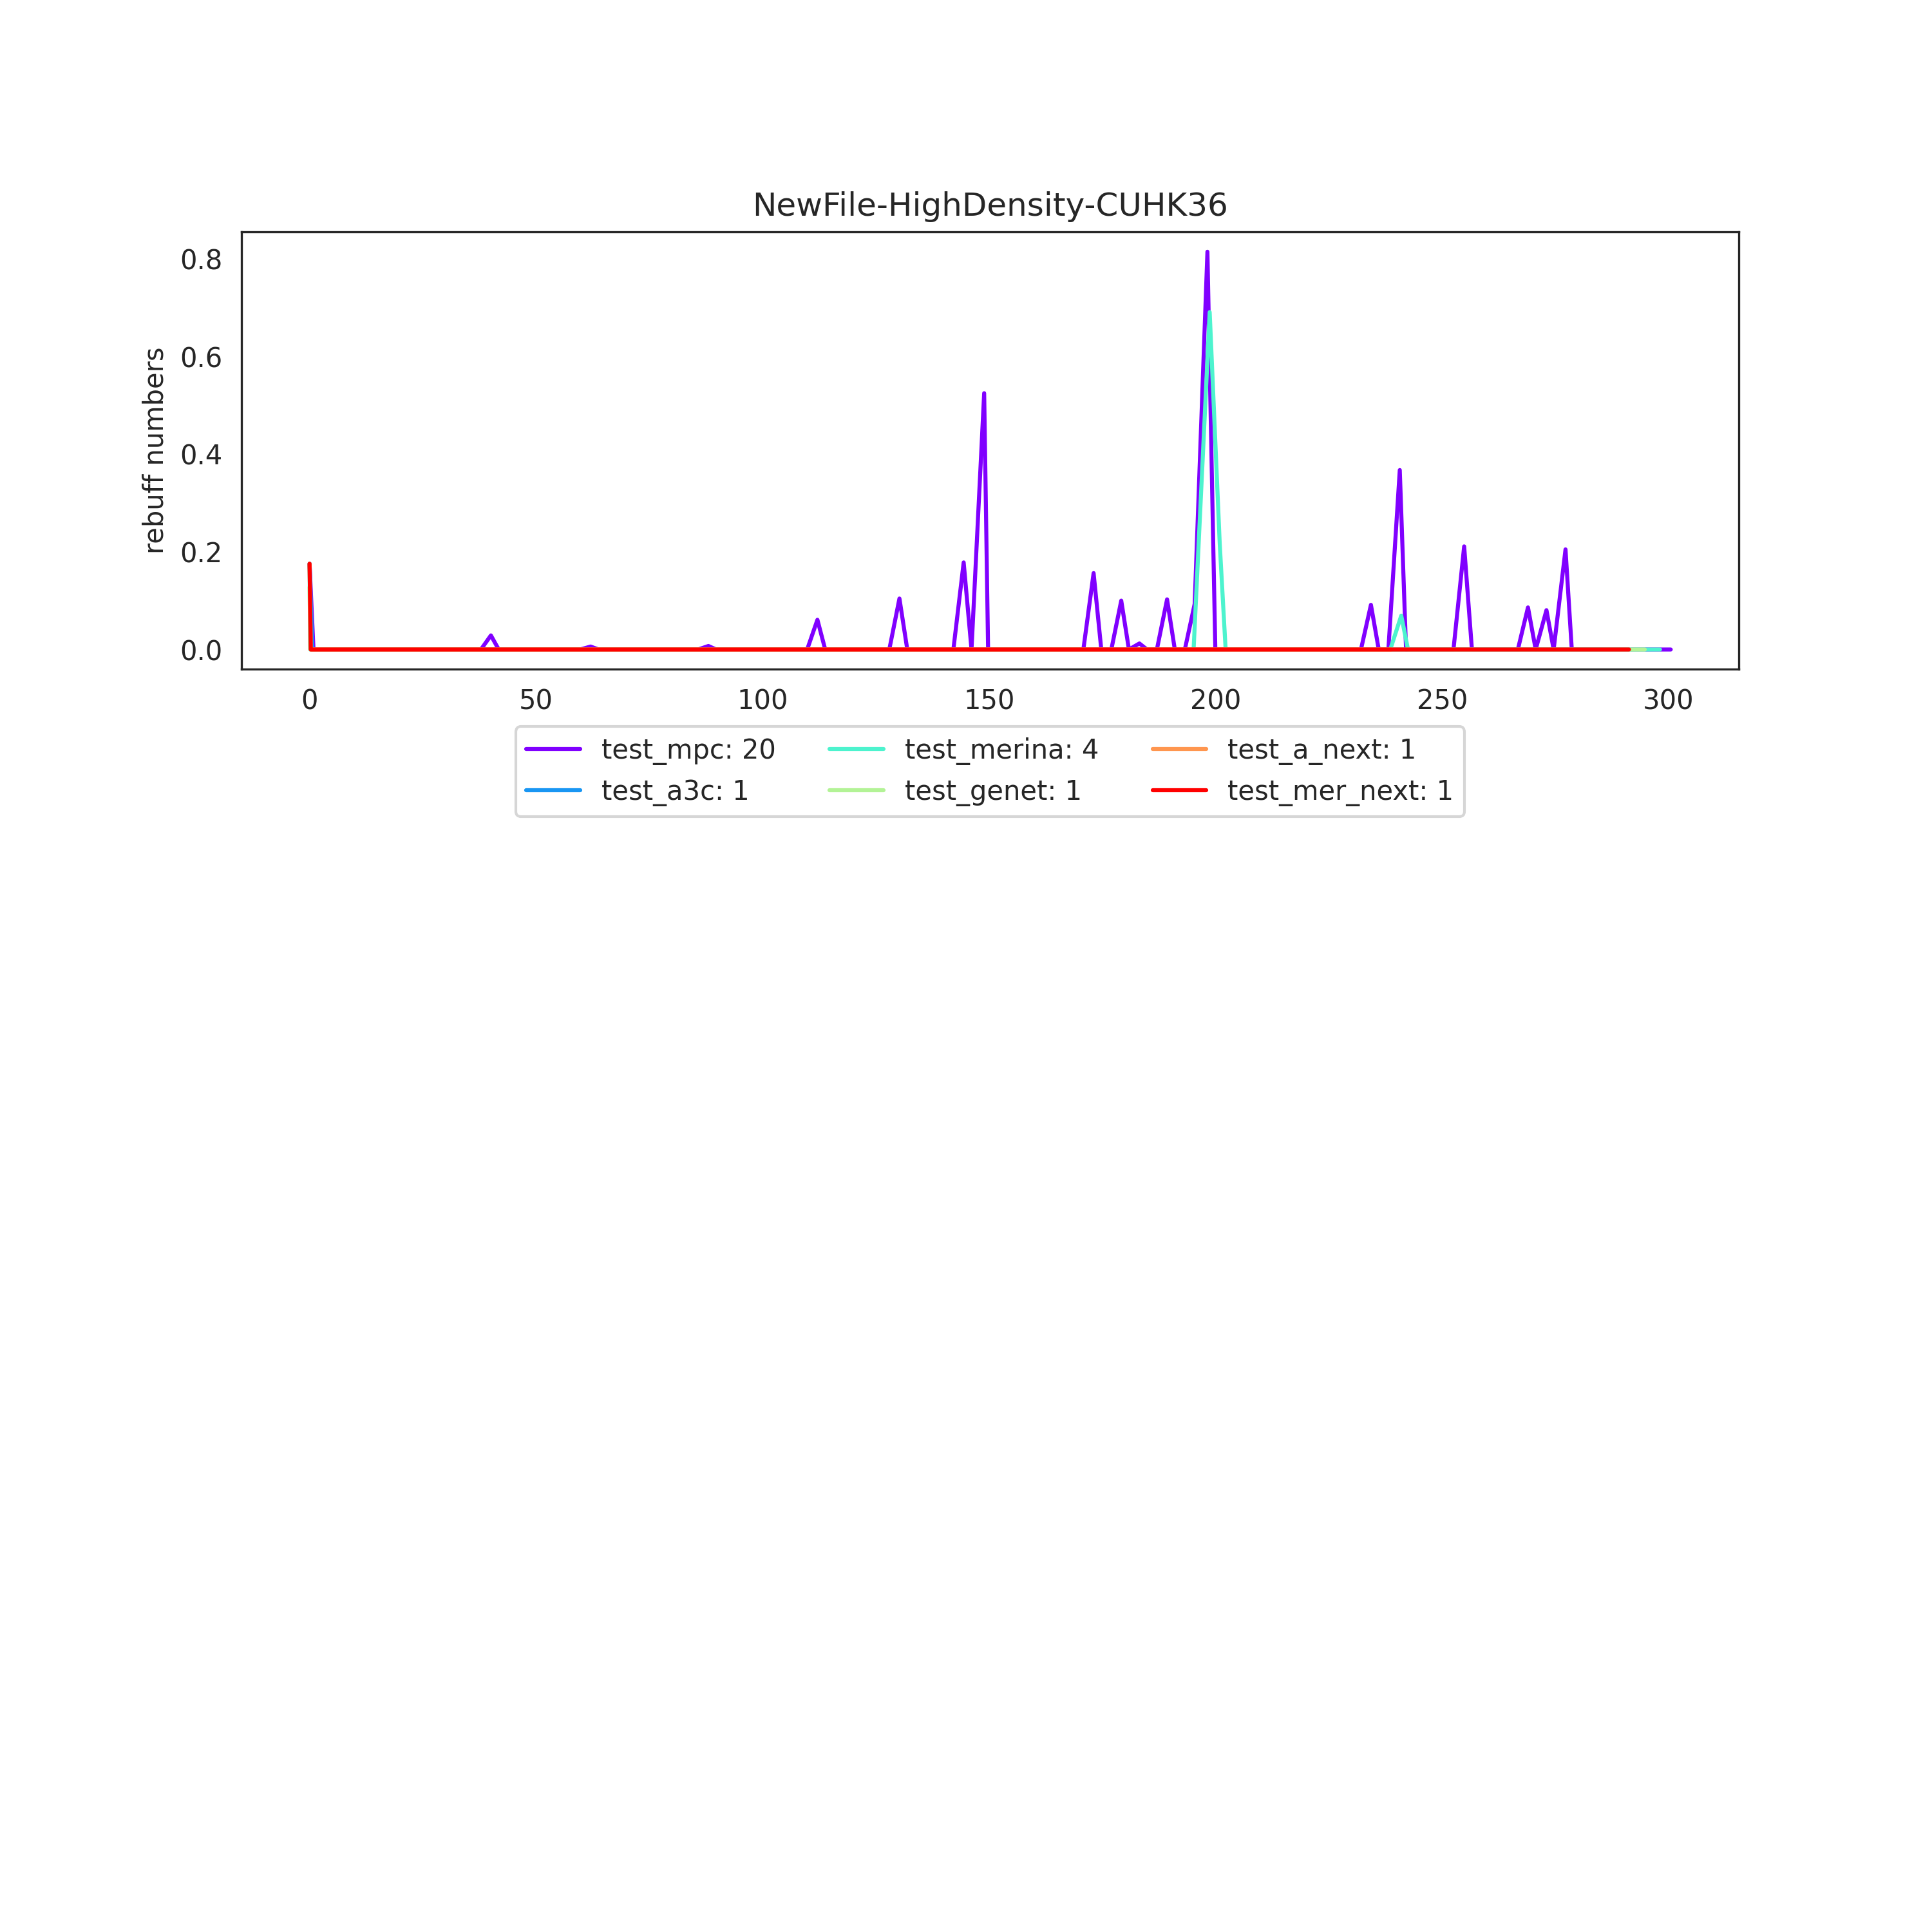 NewFile-HighDensity-CUHK36
rebuff numbers
0.8
0.6
0.4
0.2
0.0
0 50 100 150 200 250 300
test_mpc: 20 test_merina: 4 test_a_next: 1
test_a3c: 1 test_genet: 1 test_mer_next: 1